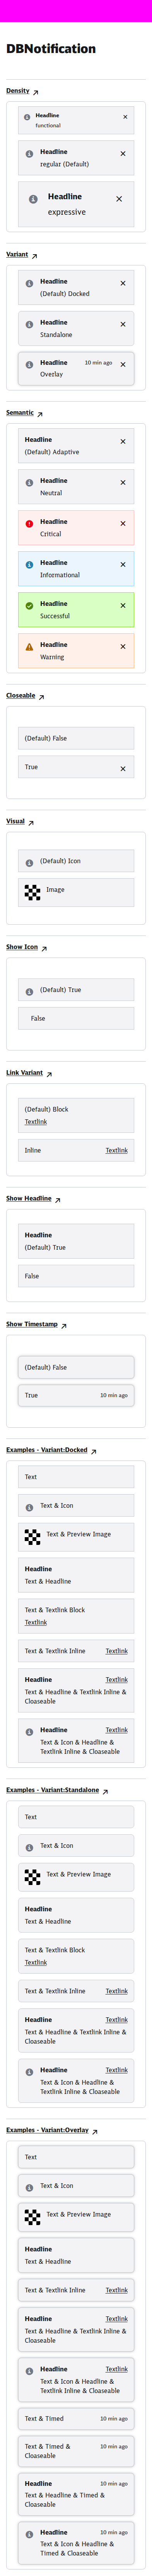 DBNotification
Density
Headline
functional
Headline
regular (Default)
Headline
expressive
Variant
Headline
(Default) Docked
Headline
Standalone
Headline 10 min ago
Overlay
Semantic
Headline
(Default) Adaptive
Headline
Neutral
Headline
Critical
Headline
Informational
Headline
Successful
Headline
Warning
Closeable
(Default) False
True
Visual
(Default) Icon
Image
Show Icon
(Default) True
False
Link Variant
(Default) Block
Textlink
Inline Textlink
Show Headline
Headline
(Default) True
False
Show Timestamp
(Default) False
True 10 min ago
Examples - Variant:Docked
Text
Text & Icon
Text & Preview Image
Headline
Text & Headline
Text & Textlink Block
Textlink
Text & Textlink Inline Textlink
Headline Textlink
Text & Headline & Textlink Inline &
Cloaseable
Headline Textlink
Text & Icon & Headline &
Textlink Inline & Cloaseable
Examples - Variant:Standalone
Text
Text & Icon
Text & Preview Image
Headline
Text & Headline
Text & Textlink Block
Textlink
Text & Textlink Inline Textlink
Headline Textlink
Text & Headline & Textlink Inline &
Cloaseable
Headline Textlink
Text & Icon & Headline &
Textlink Inline & Cloaseable
Examples - Variant:Overlay
Text
Text & Icon
Text & Preview Image
Headline
Text & Headline
Text & Textlink Inline Textlink
Headline Textlink
Text & Headline & Textlink Inline &
Cloaseable
Headline Textlink
Text & Icon & Headline &
Textlink Inline & Cloaseable
Text & Timed 10 min ago
Text & Timed & 10 min ago
Cloaseable
Headline 10 min ago
Text & Headline & Timed &
Cloaseable
Headline 10 min ago
Text & Icon & Headline &
Timed & Cloaseable